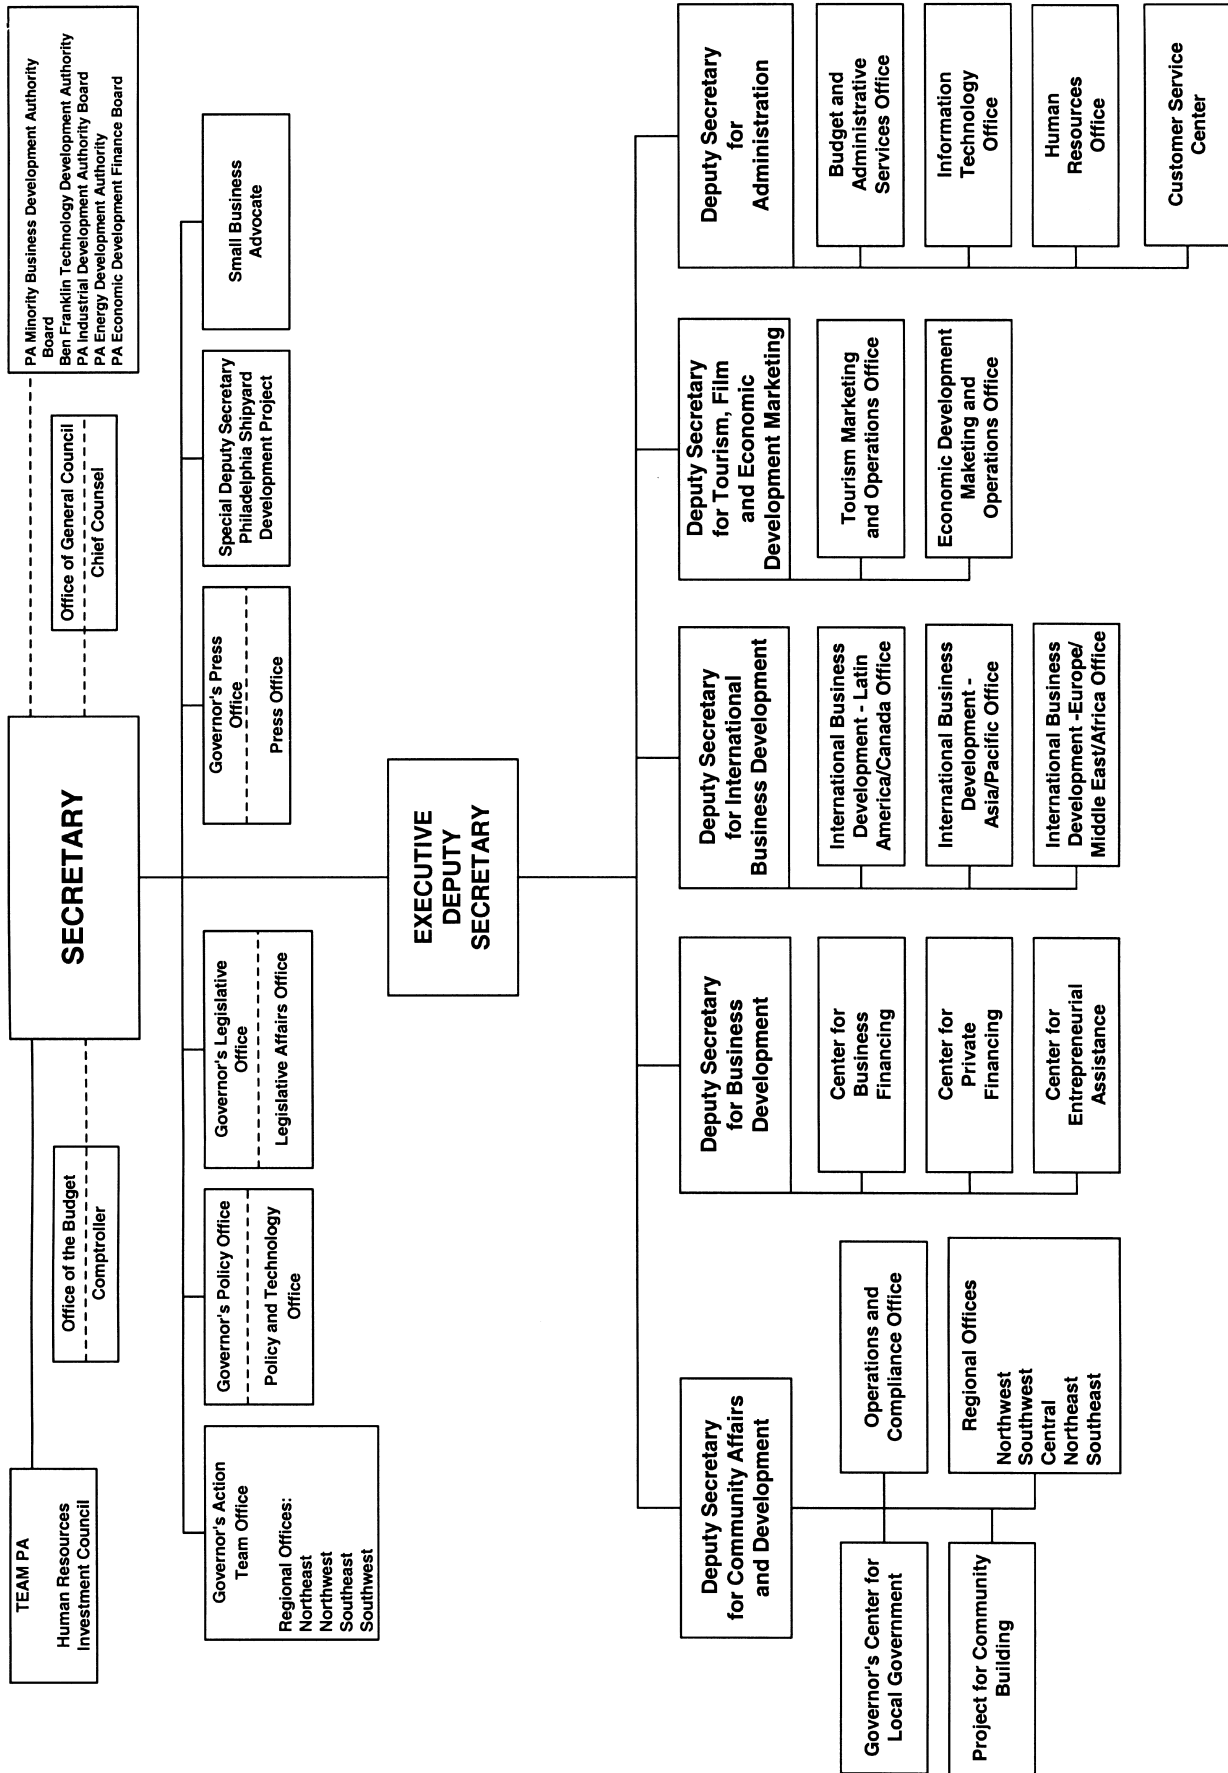 TEAM PA
Human Resources
Investment Council
Office of the Budget
Comptroller
SECRETARY
Office of General Council
Chief Counsel
PA Minority Business Development Authority
Board
Ben Franklin Technology Development Authority
PA Industrial Development Authority Board
PA Energy Development Authority
PA Economic Development Finance Board
Governor's Action
Team Office
Regional Offices:
Northeast
Northwest
Southeast
Southwest
Governor's Policy Office
Policy and Technology
Office
Governor's Legislative
Office
Legislative Affairs Office
Governor's Press
Office
Press Office
Special Deputy Secretary
Philadelphia Shipyard
Development Project
Small Business
Advocate
EXECUTIVE
DEPUTY
SECRETARY
Deputy Secretary
for Community Affairs
and Development
Governor's Center for
Local Government
Project for Community
Building
Operations and
Compliance Office
Regional Offices
Northwest
Southwest
Central
Northeast
Southeast
Deputy Secretary
for Business
Development
Center for
Business
Financing
Center for
Private
Financing
Center for
Entrepreneurial
Assistance
Deputy Secretary
for International
Business Development
International Business
Development - Latin
America/Canada Office
International Business
Development -
Asia/Pacific Office
International Business
Development -Europe/
Middle East/Africa Office
Deputy Secretary
for Tourism, Film
and Economic
Development Marketing
Tourism Marketing
and Operations Office
Economic Development
Maketing and
Operations Office
Deputy Secretary
for
Administration
Budget and
Administrative
Services Office
Information
Technology
Office
Human
Resources
Office
Customer Service
Center